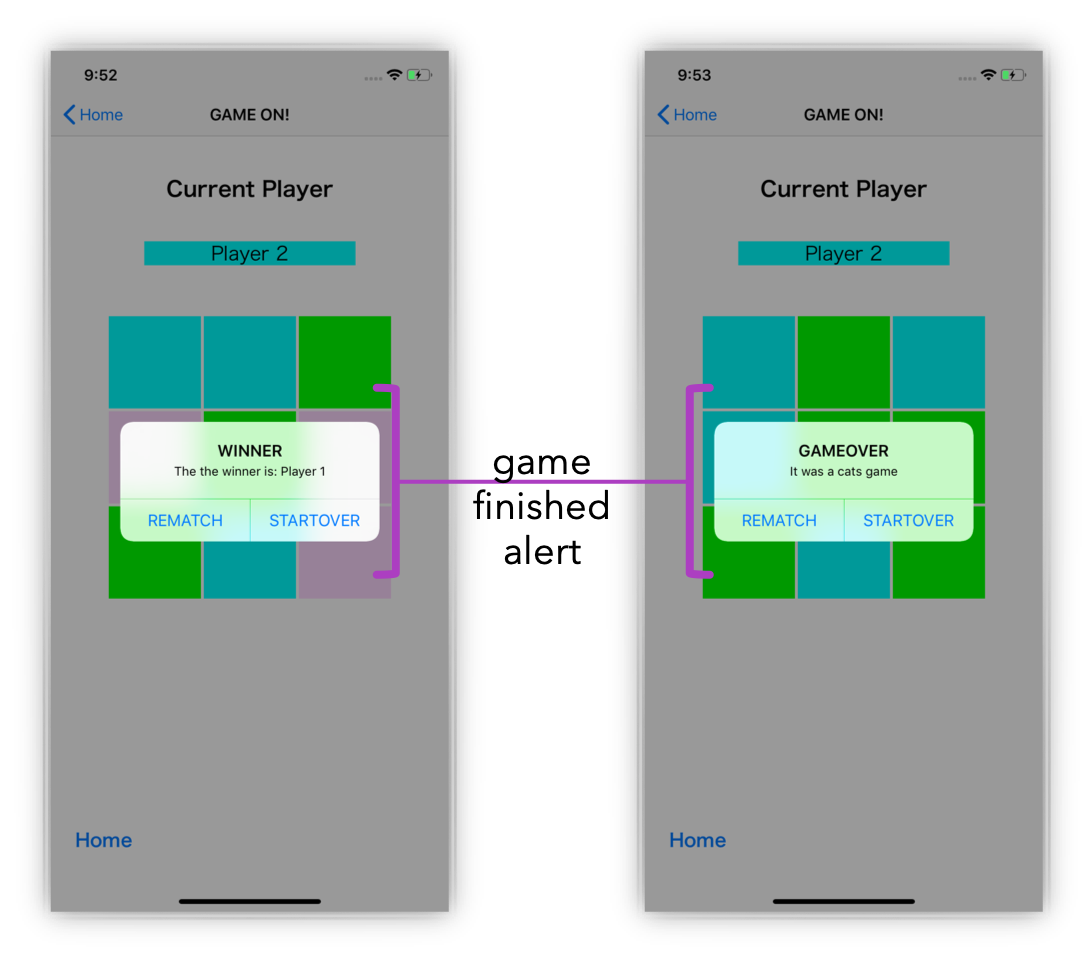 9:52
Home GAME ON!
Current Player
Player 2
WINNER
The the winner is: Player 1
REMATCH STARTOVER
Home
game
finished
alert
9:53
Home GAME ON!
Current Player
Player 2
GAMEOVER
It was a cats game
REMATCH STARTOVER
Home